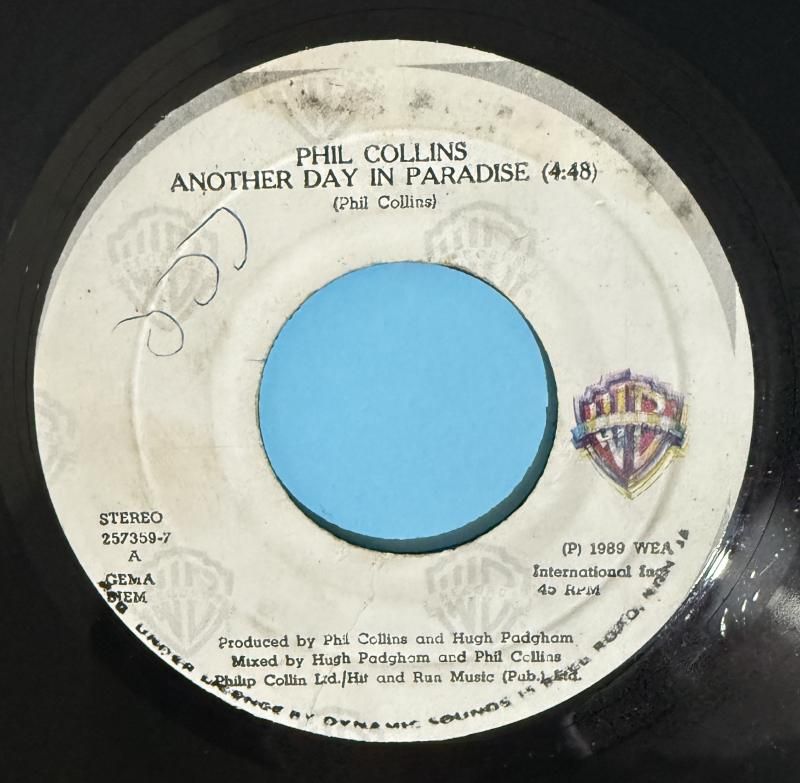 PHIL COLLINS
ANOTHER DAY IN PARADISE (4:48)
(Phil Collins)
STEREO
257359-7
A
GEMA
BIEM
(P) 1989 WEA
International Inc.
45 RPM
Produced by Phil Collins and Hugh Padgham
Mixed by Hugh Padgham and Phil Collins
Philip Collin Ltd./Hit and Run Music (Pub.) Ltd.
UNDER LICENCE BY DYNAMIC SOUNDS 15 BELL ROAD, KGN JA